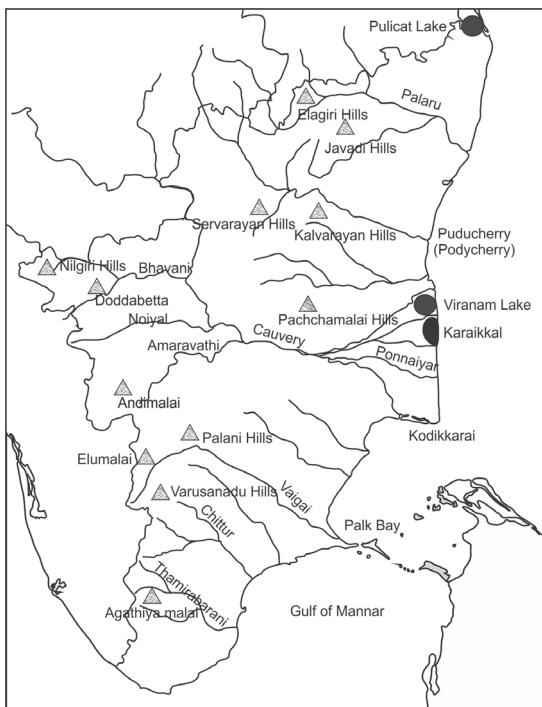 Pulicat Lake
Palaru
Elagiri Hills
Javadi Hills
Servarayan Hills
Kalvarayan Hills
Puducherry
(Podycherry)
Nilgiri Hills
Bhavani
Doddabetta
Noiyal
Pachchamalai Hills
Viranam Lake
Cauvery
Karaikkal
Amaravathi
Ponnaiyar
Andimalai
Palani Hills
Kodikkarai
Elumalai
Varusanadu Hills
Vaigai
Chittur
Palk Bay
Thamirabarani
Agathiya malai
Gulf of Mannar